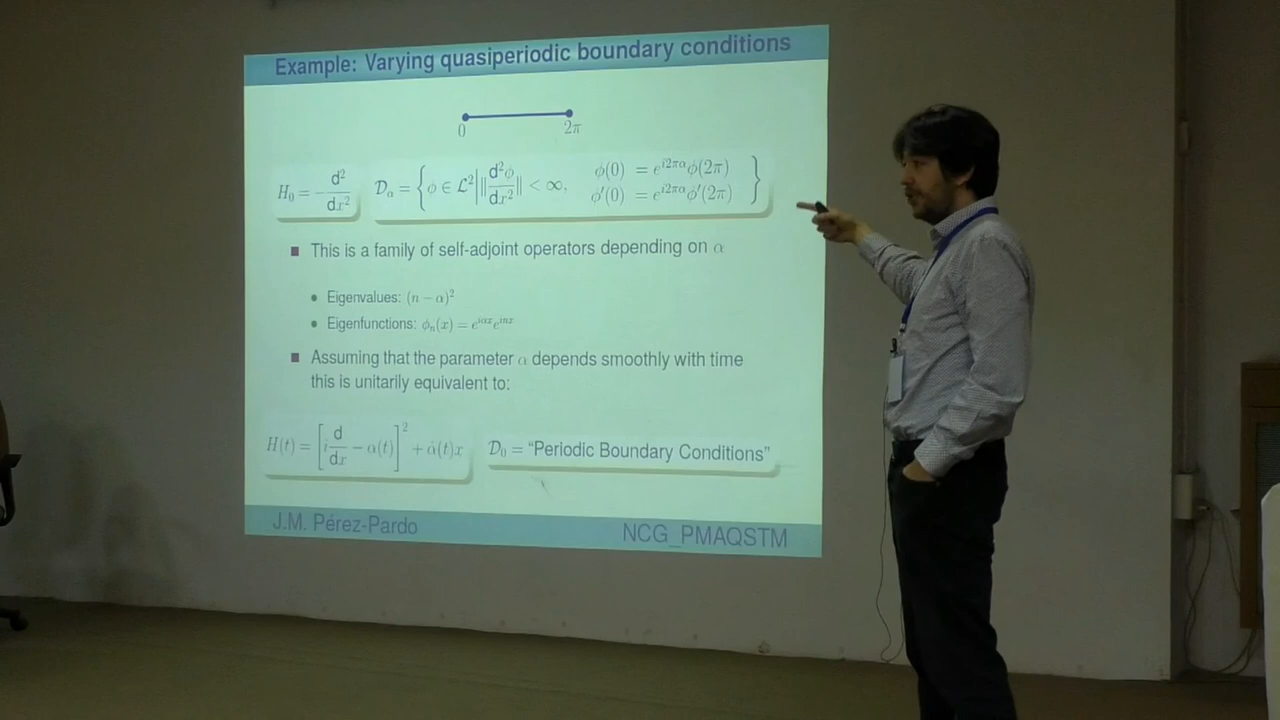 Example: Varying quasiperiodic boundary conditions
0 2π
H₀ = -d²/dx² 𝒟_α = { φ ∈ 𝓛² | ‖d²φ/dx²‖ < ∞, φ(0) = e^{i2πα}φ(2π)
φ′(0) = e^{i2πα}φ′(2π) }
■ This is a family of self-adjoint operators depending on α
• Eigenvalues: (n − α)²
• Eigenfunctions: φₙ(x) = e^{iαx}e^{inx}
■ Assuming that the parameter α depends smoothly with time
this is unitarily equivalent to:
H(t) = [i d/dx − α(t)]² + α̇(t)x 𝒟₀ = “Periodic Boundary Conditions”
J.M. Pérez-Pardo NCG_PMAQSTM